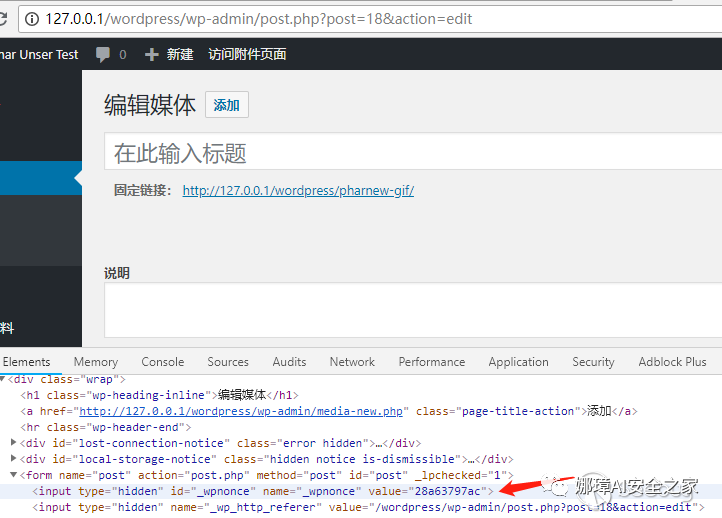 127.0.0.1/wordpress/wp-admin/post.php?post=18&action=edit
nar Unser Test 0 新建 访问附件页面
编辑媒体 添加
在此输入标题
固定链接： http://127.0.0.1/wordpress/pharnew-gif/
说明
料
Elements Memory Console Sources Audits Network Performance Application Security Adblock Plus
<div class="wrap">
<h1 class="wp-heading-inline">编辑媒体</h1>
<a href="http://127.0.0.1/wordpress/wp-admin/media-new.php" class="page-title-action">添加</a>
<hr class="wp-header-end">
<div id="lost-connection-notice" class="error hidden">…</div>
<div id="local-storage-notice" class="hidden notice is-dismissible">…</div>
<form name="post" action="post.php" method="post" id="post" _lpchecked="1">
<input type="hidden" id="_wpnonce" name="_wpnonce" value="28a63797ac">
娜璋AI安全之家
<input type="hidden" name="_wp_http_referer" value="/wordpress/wp-admin/post.php?post=18&action=edit">